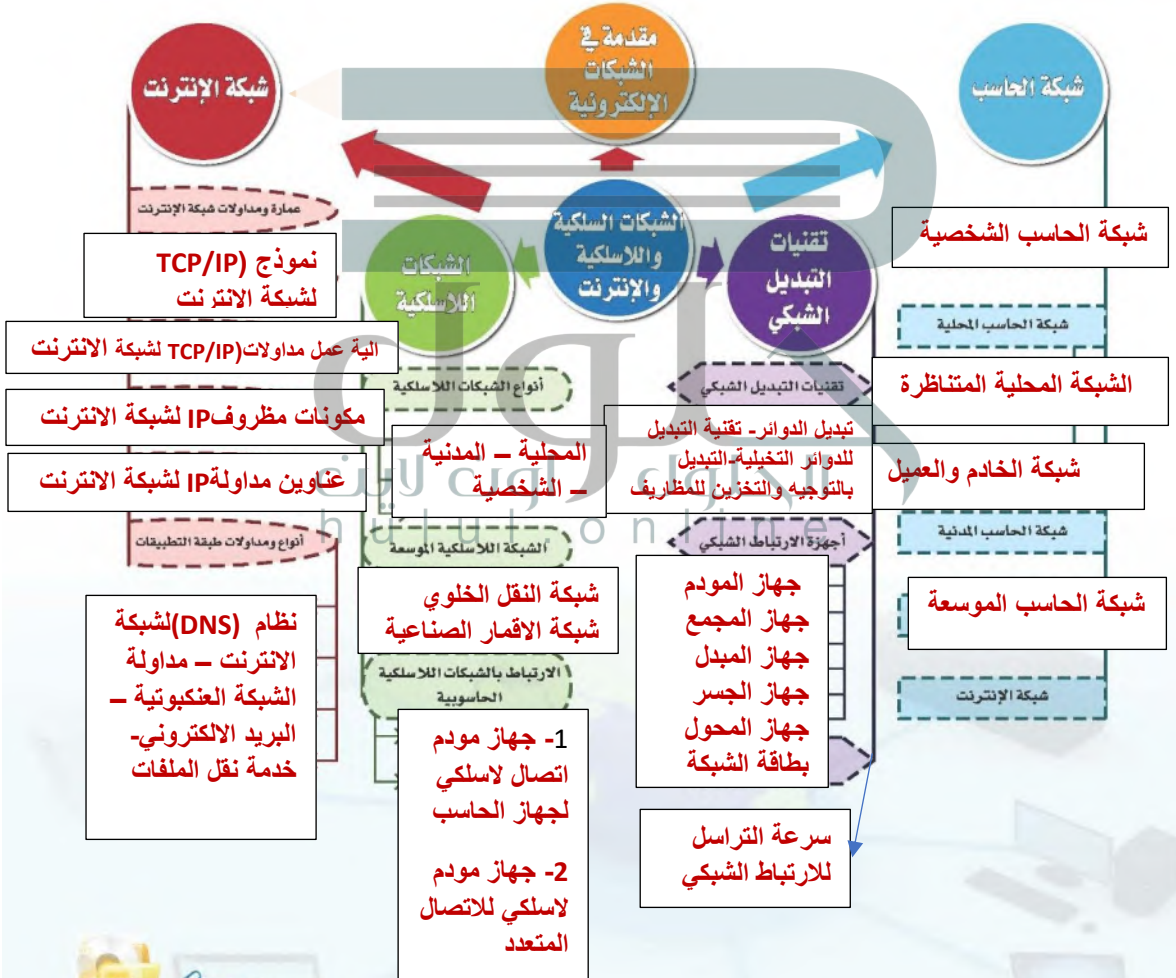 مقدمة في
الشبكات
الإلكترونية
شبكة الحاسب
شبكة الإنترنت
الشبكات السلكية
واللاسلكية
والإنترنت
تقنيات
التبديل
الشبكي
الشبكات
اللاسلكية
شبكة الحاسب الشخصية
شبكة الحاسب المحلية
الشبكة المحلية المتناظرة
شبكة الخادم والعميل
شبكة الحاسب المدنية
شبكة الحاسب الموسعة
شبكة الإنترنت
تقنيات التبديل الشبكي
تبديل الدوائر- تقنية التبديل
للدوائر التخيلية-التبديل
بالتوجيه والتخزين للمظاريف
أجهزة الارتباط الشبكي
جهاز المودم
جهاز المجمع
جهاز المبدل
جهاز الجسر
جهاز المحول
بطاقة الشبكة
سرعة التراسل
للارتباط الشبكي
أنواع الشبكات اللاسلكية
المحلية – المدنية
– الشخصية
الشبكة اللاسلكية الموسعة
شبكة النقل الخلوي
شبكة الاقمار الصناعية
الارتباط بالشبكات اللاسلكية
الحاسوبية
1- جهاز مودم
اتصال لاسلكي
لجهاز الحاسب
2- جهاز مودم
لاسلكي للاتصال
المتعدد
عمارة ومداولات شبكة الإنترنت
نموذج (TCP/IP
لشبكة الانترنت
الية عمل مداولات(TCP/IP لشبكة الانترنت
مكونات مظروفIP لشبكة الانترنت
عناوين مداولةIP لشبكة الانترنت
أنواع ومداولات طبقة التطبيقات
نظام (DNS)لشبكة
الانترنت – مداولة
الشبكة العنكبوتية –
البريد الالكتروني-
خدمة نقل الملفات
حلول
الحلول اون لاين
hulul.online